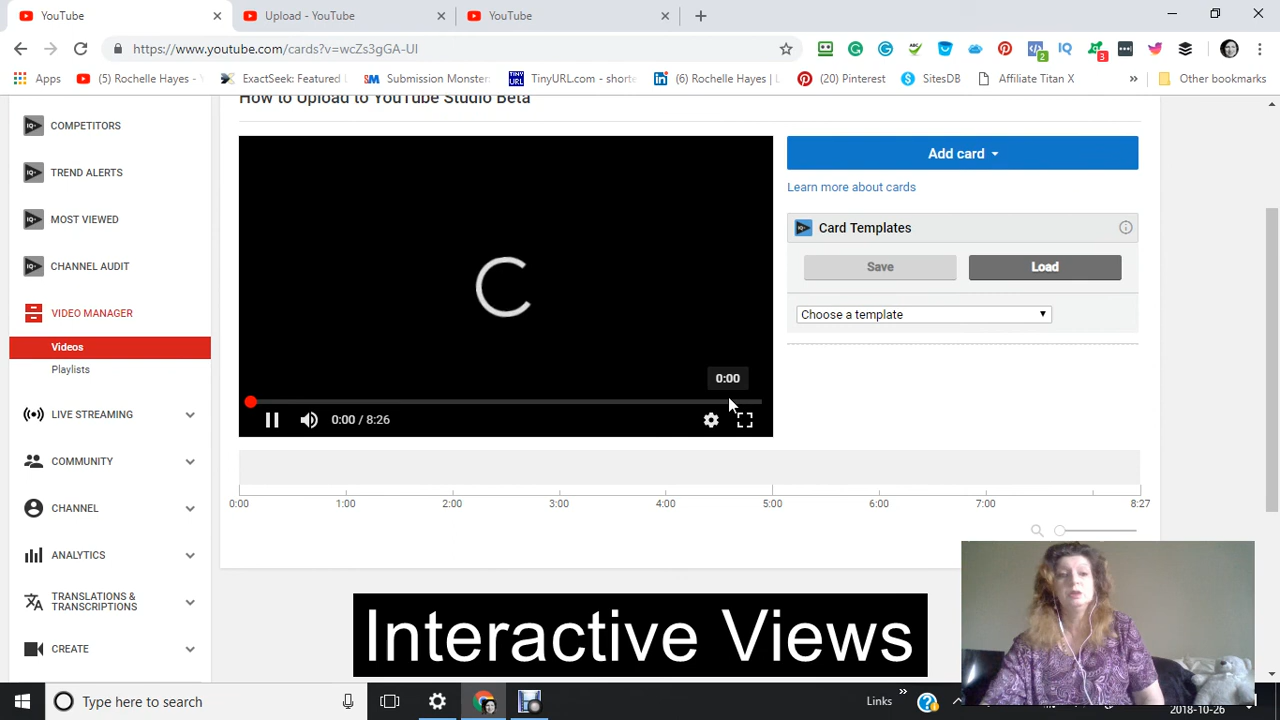 YouTube
Upload - YouTube
YouTube
https://www.youtube.com/cards?v=wcZs3gGA-UI
2
3
Apps
(5) Rochelle Hayes -
ExactSeek: Featured
Submission Monster
TinyURL.com - shorte
(6) Rochelle Hayes |
(20) Pinterest
SitesDB
Affiliate Titan X
Other bookmarks
How to Upload to YouTube Studio Beta
COMPETITORS
TREND ALERTS
MOST VIEWED
CHANNEL AUDIT
VIDEO MANAGER
Videos
Playlists
LIVE STREAMING
COMMUNITY
CHANNEL
ANALYTICS
TRANSLATIONS &
TRANSCRIPTIONS
CREATE
Add card
Learn more about cards
Card Templates
Save
Load
Choose a template
0:00
0:00 / 8:26
0:00 1:00 2:00 3:00 4:00 5:00 6:00 7:00 8:27
Interactive Views
Type here to search
Links
2018-10-26